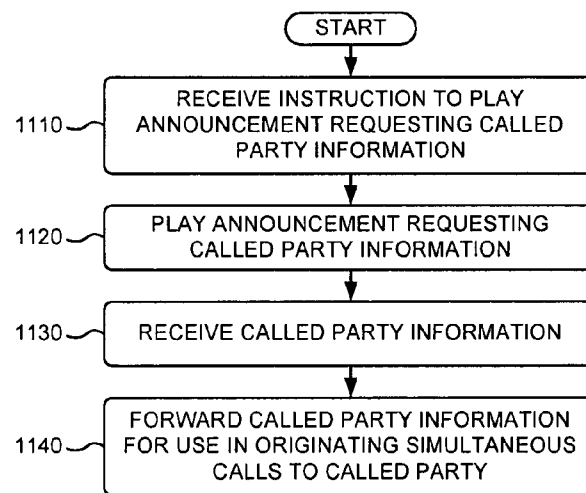 START
1110
RECEIVE INSTRUCTION TO PLAY
ANNOUNCEMENT REQUESTING CALLED
PARTY INFORMATION
1120
PLAY ANNOUNCEMENT REQUESTING
CALLED PARTY INFORMATION
1130
RECEIVE CALLED PARTY INFORMATION
1140
FORWARD CALLED PARTY INFORMATION
FOR USE IN ORIGINATING SIMULTANEOUS
CALLS TO CALLED PARTY